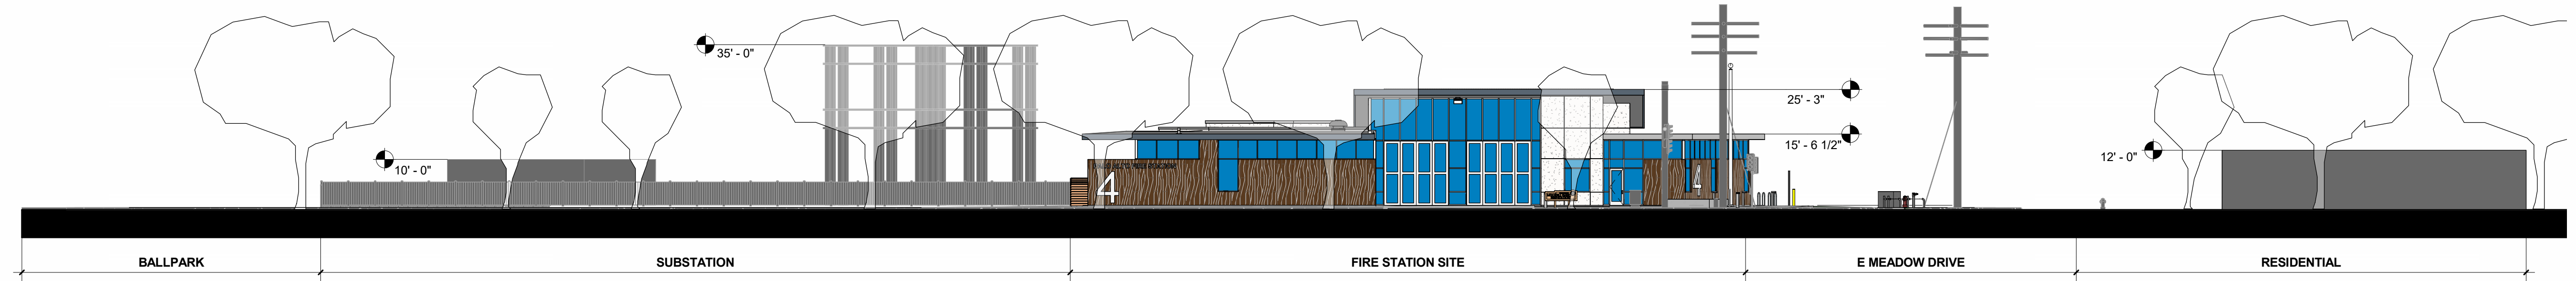 35' - 0"
25' - 3"
15' - 6 1/2"
12' - 0"
10' - 0"
4
4
BALLPARK
SUBSTATION
FIRE STATION SITE
E MEADOW DRIVE
RESIDENTIAL